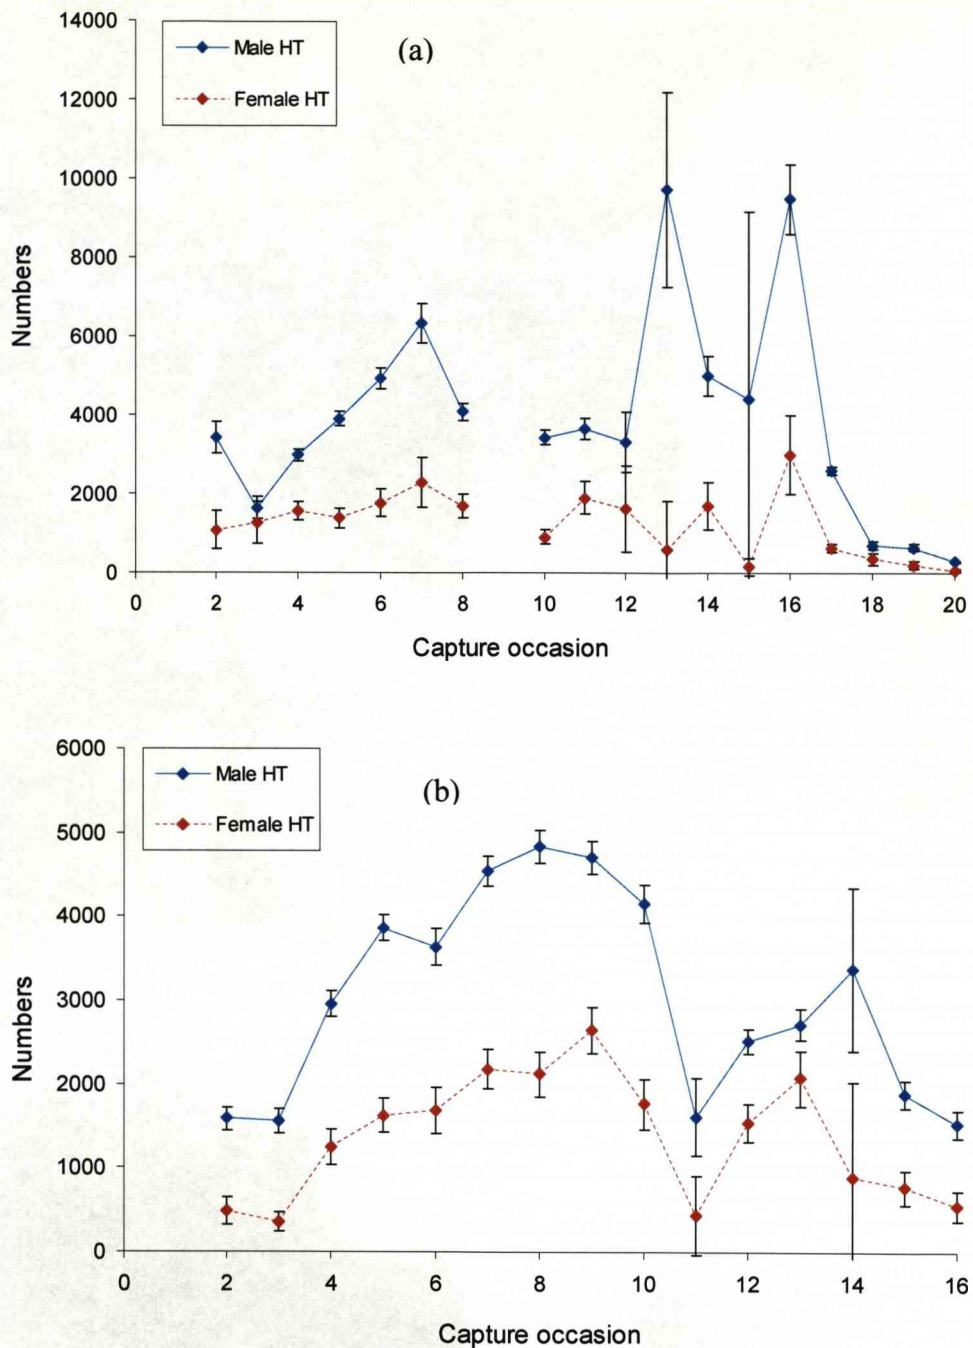 14000
12000
10000
8000
6000
4000
2000
0
Numbers
Male HT
Female HT
(a)
0 2 4 6 8 10 12 14 16 18 20
Capture occasion
6000
5000
4000
3000
2000
1000
0
Numbers
Male HT
Female HT
(b)
0 2 4 6 8 10 12 14 16
Capture occasion